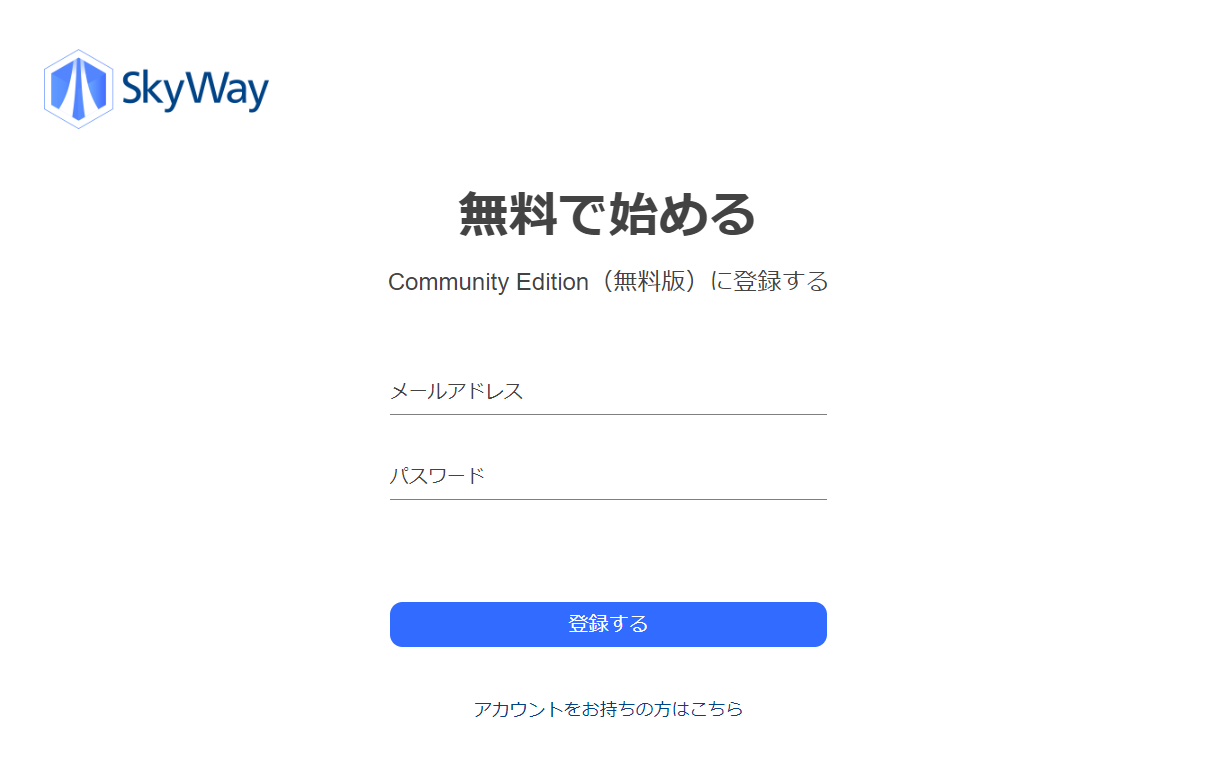 SkyWay
無料で始める
Community Edition（無料版）に登録する
メールアドレス
パスワード
登録する
アカウントをお持ちの方はこちら